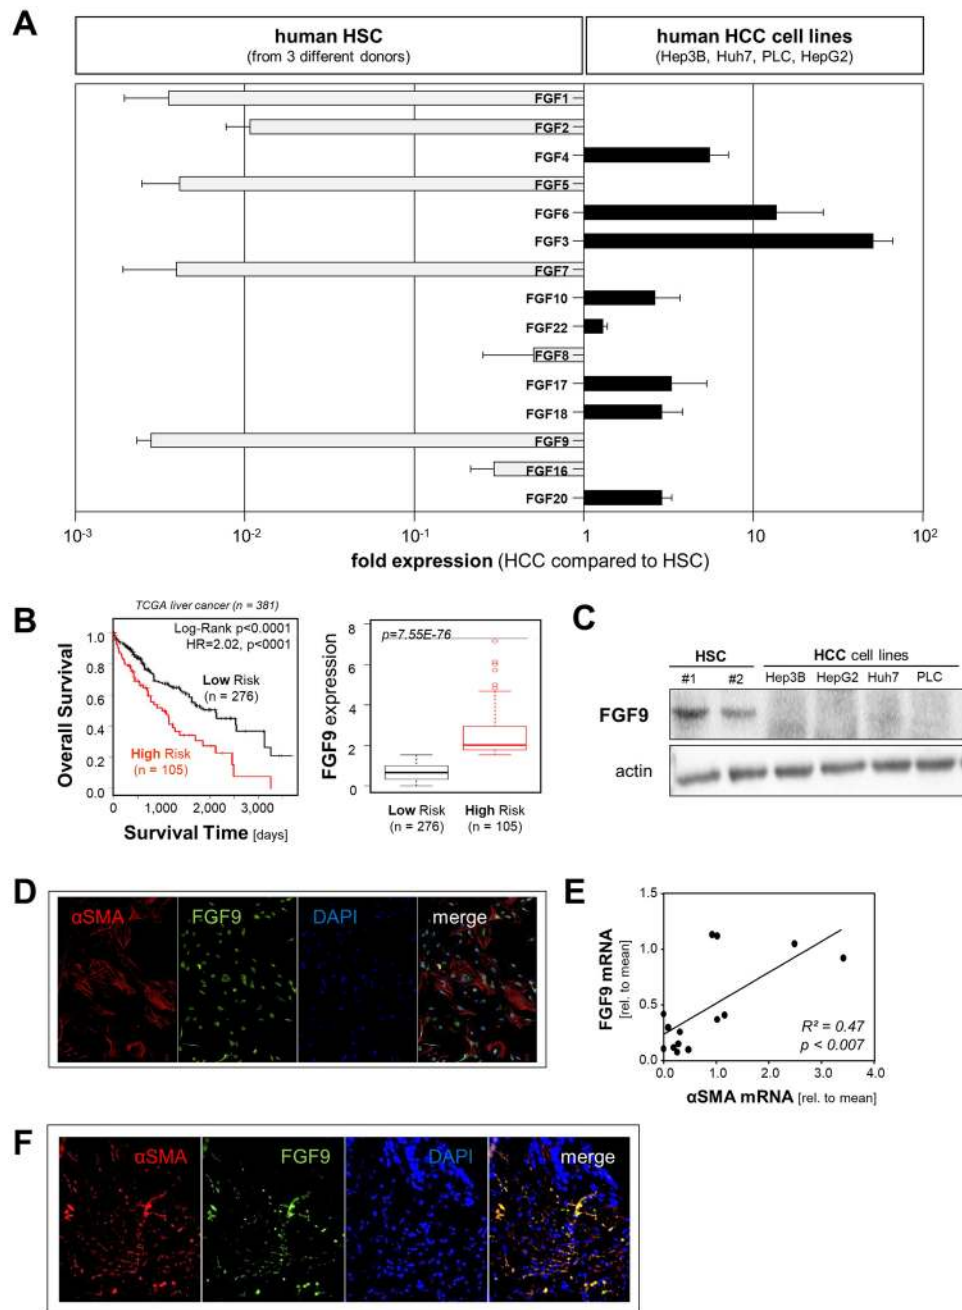 A
human HSC
(from 3 different donors)
human HCC cell lines
(Hep3B, Huh7, PLC, HepG2)
FGF1
FGF2
FGF4
FGF5
FGF6
FGF3
FGF7
FGF10
FGF22
FGF8
FGF17
FGF18
FGF9
FGF16
FGF20
10-3
10-2
10-1
1
10
10²
fold expression (HCC compared to HSC)
B
TCGA liver cancer (n = 381)
Log-Rank p<0.0001
HR=2.02, p<0001
Low Risk
(n = 276)
High Risk
(n = 105)
Overall Survival
1.0
0.8
0.6
0.4
0.2
0.0
0
1,000
2,000
3,000
Survival Time [days]
p=7.55E-76
FGF9 expression
8
6
4
2
0
Low Risk
(n = 276)
High Risk
(n = 105)
C
HSC
HCC cell lines
#1 #2 Hep3B HepG2 Huh7 PLC
FGF9
actin
D
αSMA
FGF9
DAPI
merge
E
FGF9 mRNA
[rel. to mean]
1.5
1.0
0.5
0.0
R² = 0.47
p < 0.007
0.0
1.0
2.0
3.0
4.0
αSMA mRNA [rel. to mean]
F
αSMA
FGF9
DAPI
merge